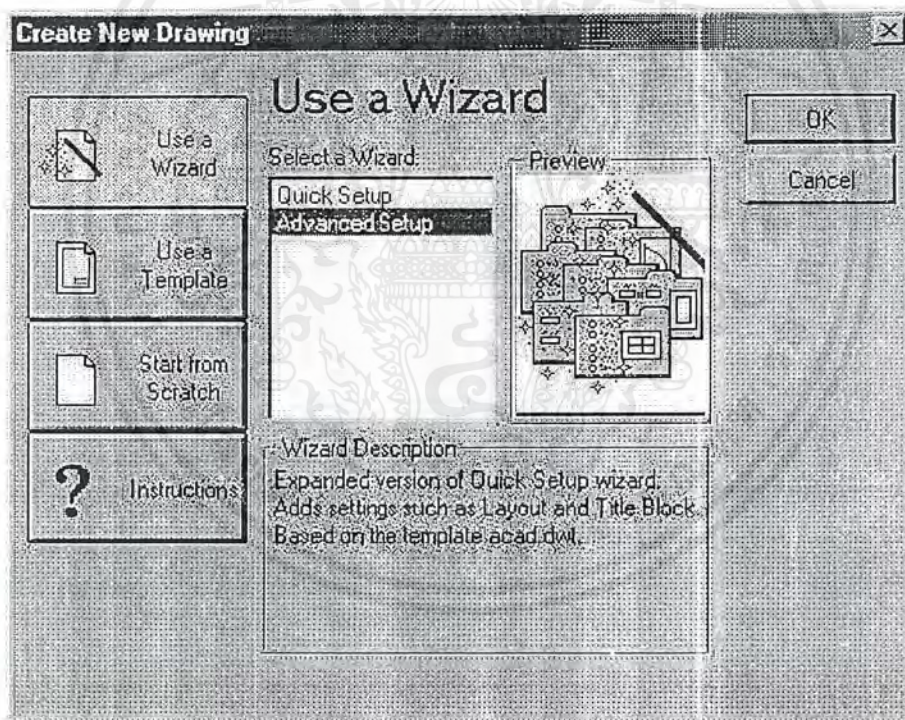 Create New Drawing
Use a Wizard
Use a
Wizard
Use a
Template
Start from
Scratch
Instructions
Select a Wizard:
Quick Setup
Advanced Setup
Preview
Wizard Description:
Expanded version of Quick Setup wizard.
Adds settings such as Layout and Title Block.
Based on the template acad.dwt.
OK
Cancel